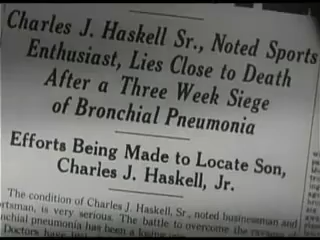 Charles J. Haskell Sr., Noted Sports
Enthusiast, Lies Close to Death
After a Three Week Siege
of Bronchial Pneumonia
Efforts Being Made to Locate Son,
Charles J. Haskell, Jr.
The condition of Charles J. Haskell, Sr., noted businessman and
sportsman, is very serious. The battle to overcome the
bronchial pneumonia has been a
Doctors have